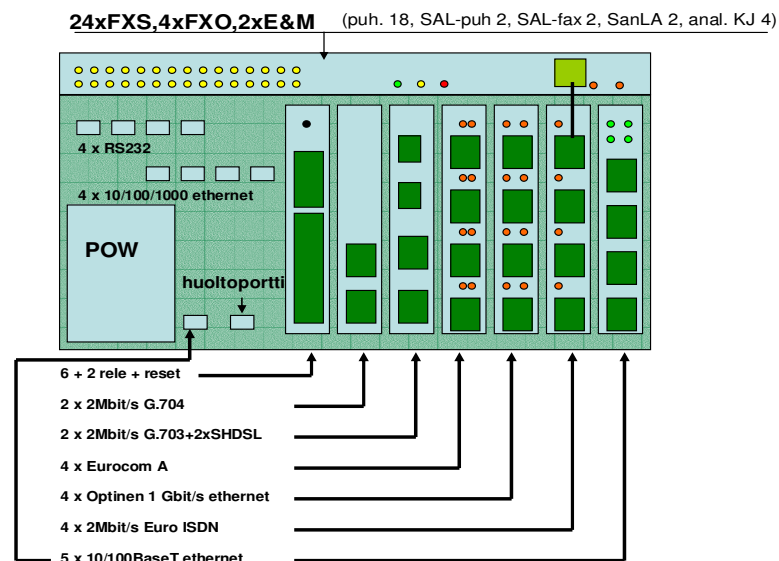 24xFXS,4xFXO,2xE&M (puh. 18, SAL-puh 2, SAL-fax 2, SanLA 2, anal. KJ 4)
4 x RS232
4 x 10/100/1000 ethernet
POW
huoltoportti
6 + 2 rele + reset
2 x 2Mbit/s G.704
2 x 2Mbit/s G.703+2xSHDSL
4 x Eurocom A
4 x Optinen 1 Gbit/s ethernet
4 x 2Mbit/s Euro ISDN
5 x 10/100BaseT ethernet